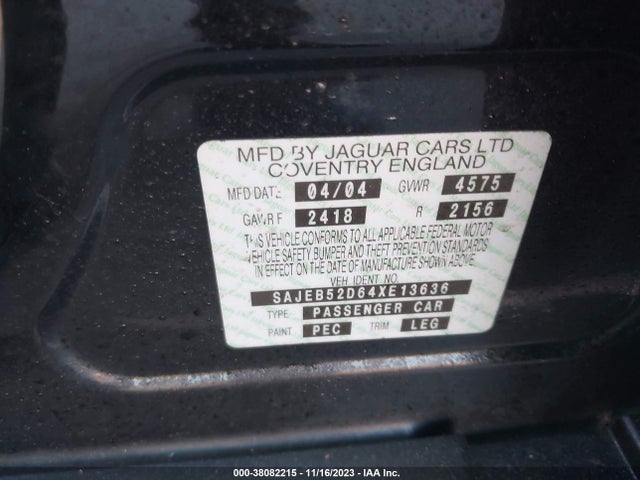 MFD BY JAGUAR CARS LTD
COVENTRY ENGLAND
MFD DATE 04/04 GVWR 4575
GAWR F 2418 R 2156
THIS VEHICLE CONFORMS TO ALL APPLICABLE FEDERAL MOTOR
VEHICLE SAFETY BUMPER AND THEFT PREVENTION STANDARDS
IN EFFECT ON THE DATE OF MANUFACTURE SHOWN ABOVE.
VEH IDENT No.
SAJEB52D64XE13636
TYPE PASSENGER CAR
PAINT PEC TRIM LEG
000-38082215 - 11/16/2023 - IAA Inc.